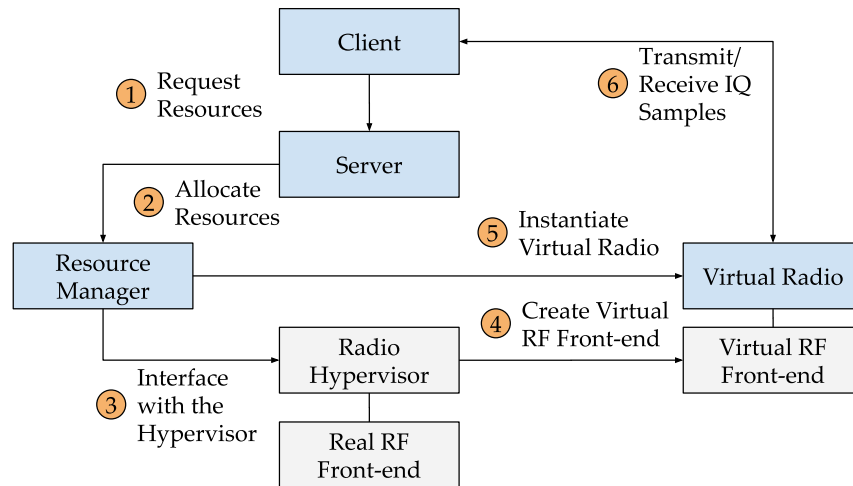 Client
1
Request
Resources
6
Transmit/
Receive IQ
Samples
Server
2
Allocate
Resources
5
Instantiate
Virtual Radio
Resource
Manager
Virtual Radio
4
Create Virtual
RF Front-end
Radio
Hypervisor
Virtual RF
Front-end
3
Interface
with the
Hypervisor
Real RF
Front-end